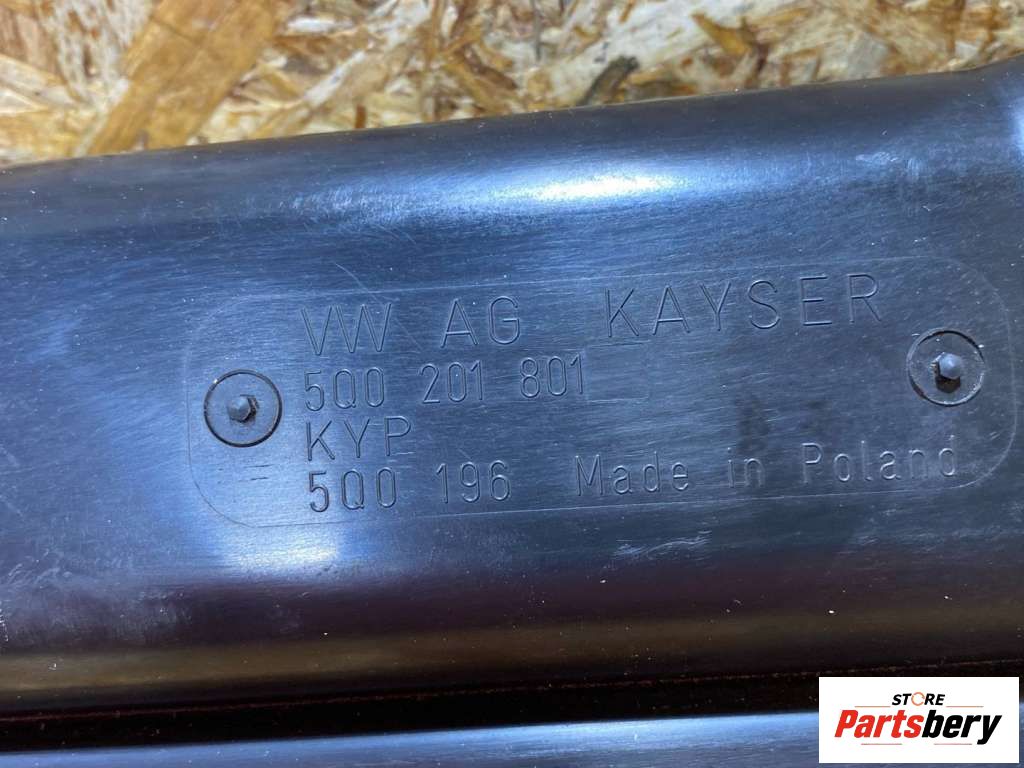 VW AG KAYSER
5Q0 201 801
KYP
5Q0 196 Made in Poland
STORE
Partsbery